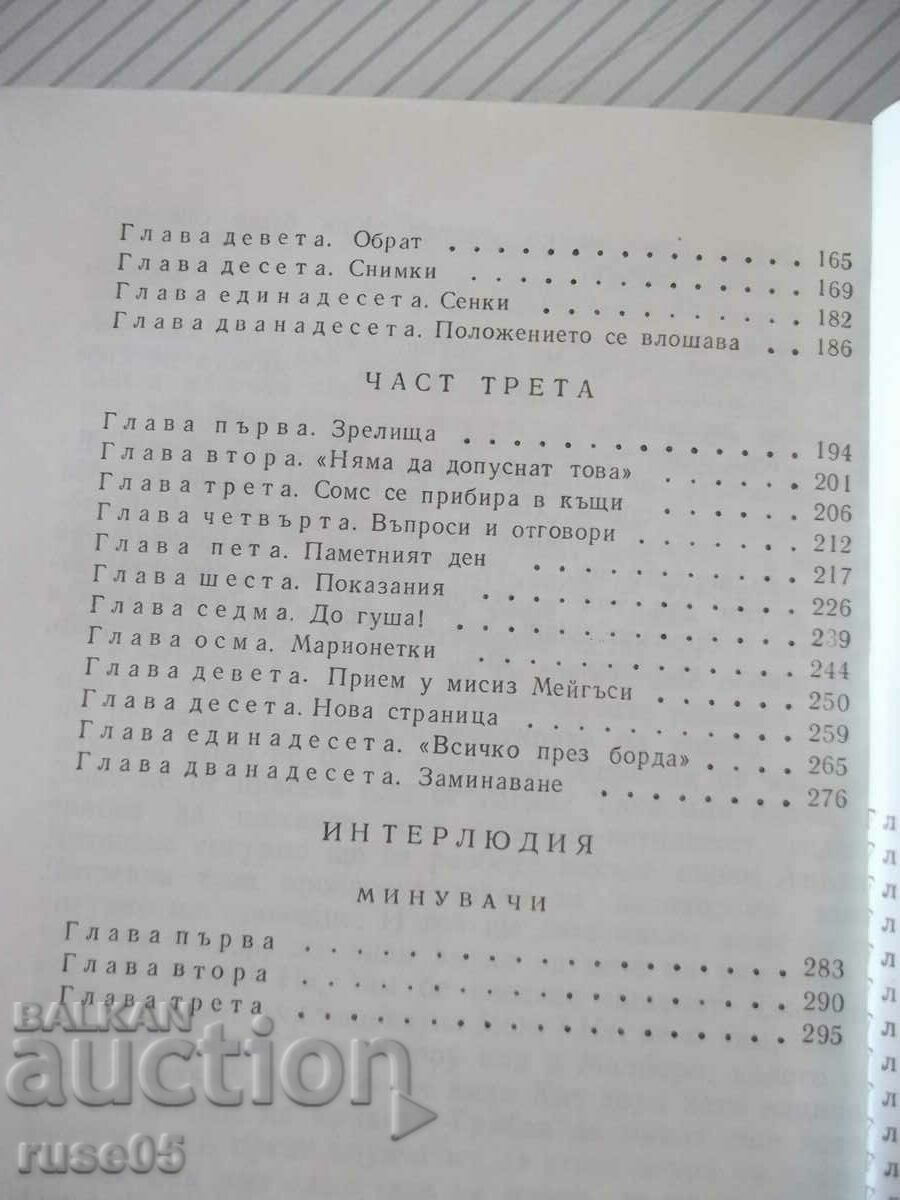 Глава девета. Обрат . . . . . . . . . . . . . . 165
Глава десета. Снимки . . . . . . . . . . . . . 169
Глава единадесета. Сенки . . . . . . . . . . 182
Глава дванадесета. Положението се влошава . . 186
ЧАСТ ТРЕТА
Глава първа. Зрелища . . . . . . . . . . . . . 194
Глава втора. «Няма да допуснат това» . . . . . . 201
Глава трета. Сомс се прибира в къщи . . . . . . 206
Глава четвърта. Въпроси и отговори . . . . . . . 212
Глава пета. Паметният ден . . . . . . . . . . 217
Глава шеста. Показания . . . . . . . . . . . . 226
Глава седма. До гуша! . . . . . . . . . . . . . 239
Глава осма. Марионетки . . . . . . . . . . . . 244
Глава девета. Прием у мисиз Мейгъси . . . . . . 250
Глава десета. Нова страница . . . . . . . . . . 259
Глава единадесета. «Всичко през борда» . . . . 265
Глава дванадесета. Заминаване . . . . . . . . 276
ИНТЕРЛЮДИЯ
МИНУВАЧИ
Глава първа . . . . . . . . . . . . . . . . . . 283
Глава втора . . . . . . . . . . . . . . . . . . 290
Глава трета . . . . . . . . . . . . . . . . . . 295
BALKAN
auction
ruse05